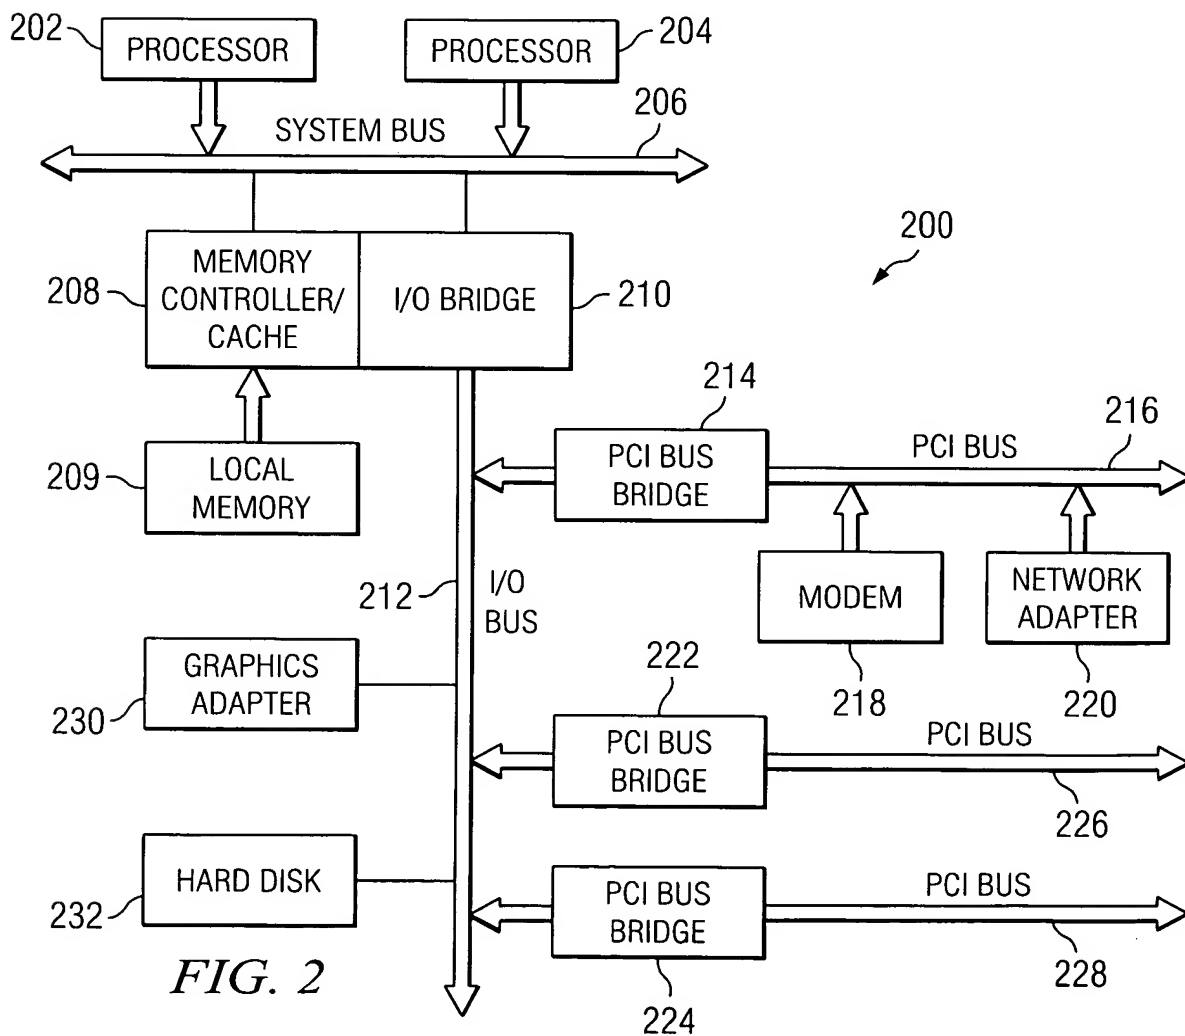 202
PROCESSOR
PROCESSOR
204
SYSTEM BUS
206
200
208
MEMORY
CONTROLLER/
CACHE
I/O BRIDGE
210
214
216
209
LOCAL
MEMORY
PCI BUS
BRIDGE
PCI BUS
212
I/O
BUS
MODEM
NETWORK
ADAPTER
218
220
GRAPHICS
ADAPTER
230
222
PCI BUS
BRIDGE
PCI BUS
226
HARD DISK
232
PCI BUS
BRIDGE
PCI BUS
224
228
FIG. 2